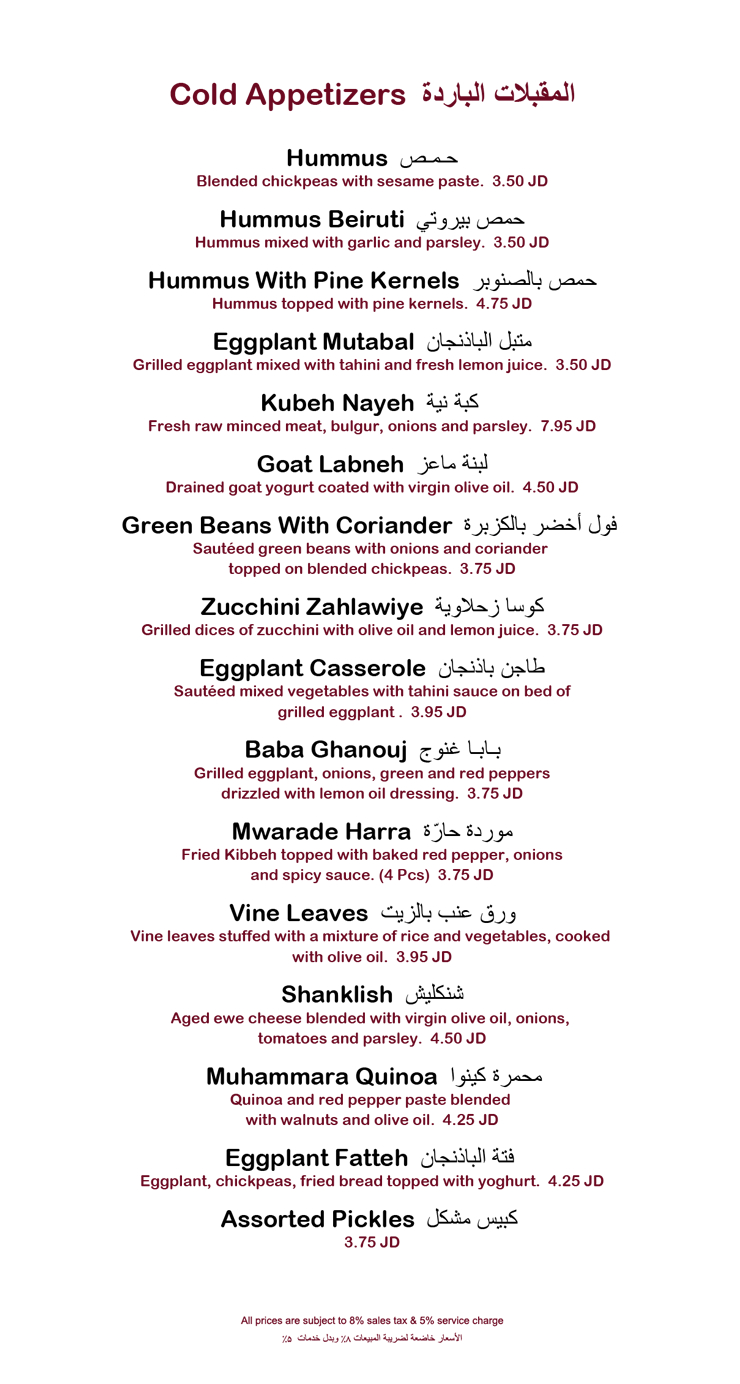 Cold Appetizers المقبلات الباردة
Hummus حـمـص
Blended chickpeas with sesame paste. 3.50 JD
Hummus Beiruti حمص بيروتي
Hummus mixed with garlic and parsley. 3.50 JD
Hummus With Pine Kernels حمص بالصنوبر
Hummus topped with pine kernels. 4.75 JD
Eggplant Mutabal متبل الباذنجان
Grilled eggplant mixed with tahini and fresh lemon juice. 3.50 JD
Kubeh Nayeh كبة نية
Fresh raw minced meat, bulgur, onions and parsley. 7.95 JD
Goat Labneh لبنة ماعز
Drained goat yogurt coated with virgin olive oil. 4.50 JD
Green Beans With Coriander فول أخضر بالكزبرة
Sautéed green beans with onions and coriander
topped on blended chickpeas. 3.75 JD
Zucchini Zahlawiye كوسا زحلاوية
Grilled dices of zucchini with olive oil and lemon juice. 3.75 JD
Eggplant Casserole طاجن باذنجان
Sautéed mixed vegetables with tahini sauce on bed of
grilled eggplant . 3.95 JD
Baba Ghanouj بـابـا غنوج
Grilled eggplant, onions, green and red peppers
drizzled with lemon oil dressing. 3.75 JD
Mwarade Harra موردة حارّة
Fried Kibbeh topped with baked red pepper, onions
and spicy sauce. (4 Pcs) 3.75 JD
Vine Leaves ورق عنب بالزيت
Vine leaves stuffed with a mixture of rice and vegetables, cooked
with olive oil. 3.95 JD
Shanklish شنكليش
Aged ewe cheese blended with virgin olive oil, onions,
tomatoes and parsley. 4.50 JD
Muhammara Quinoa محمرة كينوا
Quinoa and red pepper paste blended
with walnuts and olive oil. 4.25 JD
Eggplant Fatteh فتة الباذنجان
Eggplant, chickpeas, fried bread topped with yoghurt. 4.25 JD
Assorted Pickles كبيس مشكل
3.75 JD
All prices are subject to 8% sales tax & 5% service charge
الأسعار خاضعة لضريبة المبيعات ٨٪ وبدل خدمات ٥٪